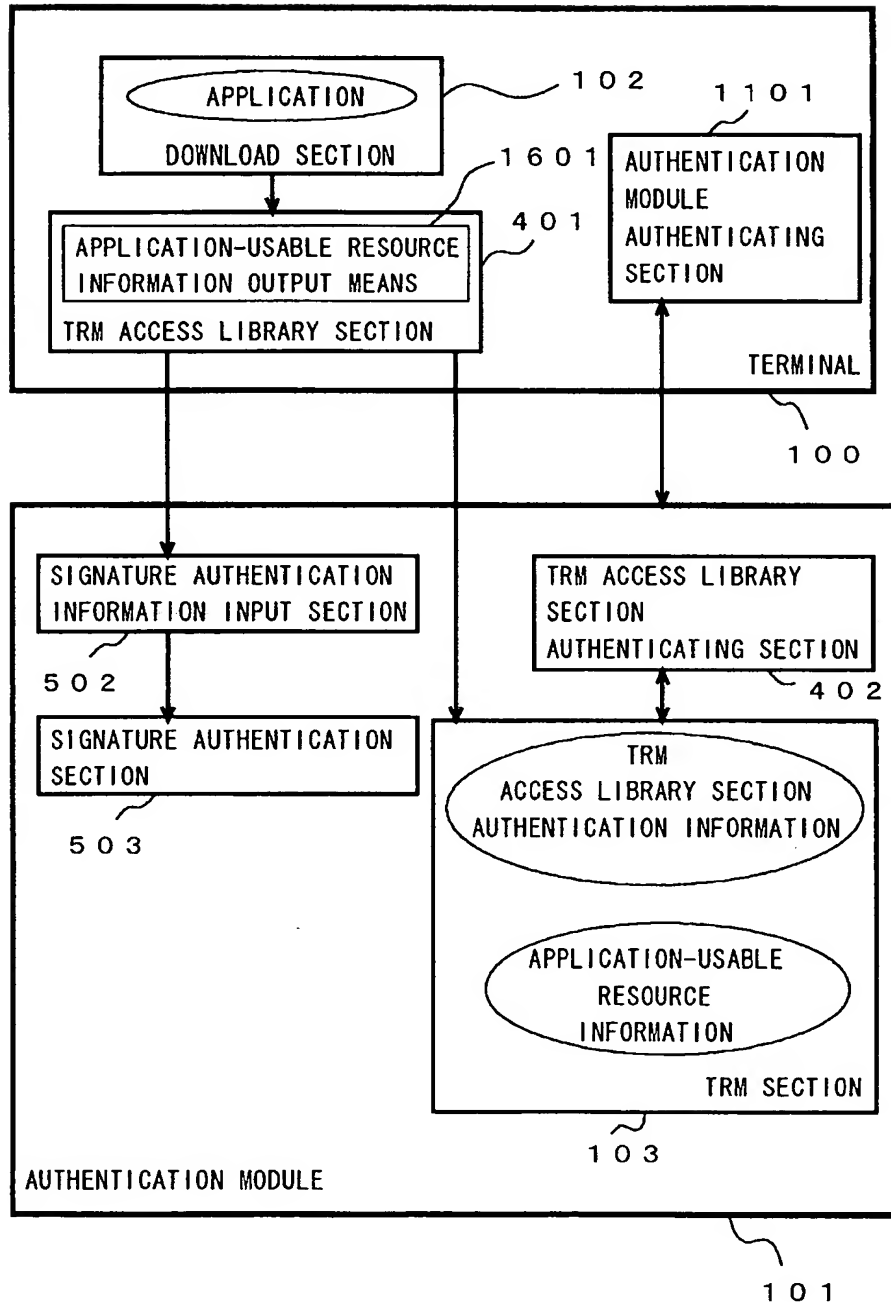 APPLICATION
DOWNLOAD SECTION
102
1101
1601
401
APPLICATION-USABLE RESOURCE
INFORMATION OUTPUT MEANS
TRM ACCESS LIBRARY SECTION
AUTHENTICATION
MODULE
AUTHENTICATING
SECTION
TERMINAL
100
SIGNATURE AUTHENTICATION
INFORMATION INPUT SECTION
502
SIGNATURE AUTHENTICATION
SECTION
503
TRM ACCESS LIBRARY
SECTION
AUTHENTICATING SECTION
402
TRM
ACCESS LIBRARY SECTION
AUTHENTICATION INFORMATION
APPLICATION-USABLE
RESOURCE
INFORMATION
TRM SECTION
103
AUTHENTICATION MODULE
101